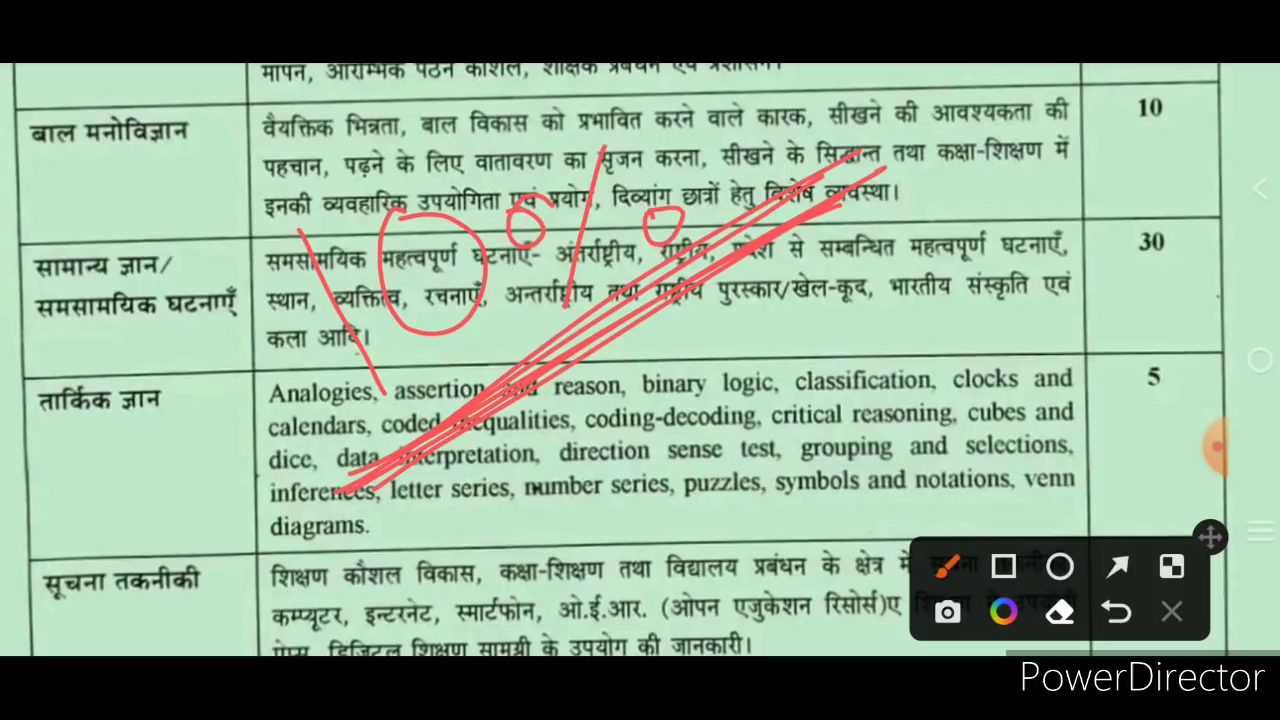 मापन, आरम्भिक पठन कौशल, शैक्षिक प्रबंधन एवं प्रशासन।
बाल मनोविज्ञान
वैयक्तिक भिन्नता, बाल विकास को प्रभावित करने वाले कारक, सीखने की आवश्यकता की
पहचान, पढ़ने के लिए वातावरण का सृजन करना, सीखने के सिद्धान्त तथा कक्षा-शिक्षण में
इनकी व्यवहारिक उपयोगिता एवं प्रयोग, दिव्यांग छात्रों हेतु विशेष व्यवस्था।
10
सामान्य ज्ञान/
समसामयिक घटनाएँ
समसामयिक महत्वपूर्ण घटनाएँ- अंतर्राष्ट्रीय, राष्ट्रीय, प्रदेश से सम्बन्धित महत्वपूर्ण घटनाएँ,
स्थान, व्यक्तित्व, रचनाएँ, अन्तर्राष्ट्रीय तथा राष्ट्रीय पुरस्कार/खेल-कूद, भारतीय संस्कृति एवं
कला आदि।
30
100%
तार्किक ज्ञान
Analogies, assertion and reason, binary logic, classification, clocks and
calendars, coded inequalities, coding-decoding, critical reasoning, cubes and
dice, data interpretation, direction sense test, grouping and selections,
inferences, letter series, number series, puzzles, symbols and notations, venn
diagrams.
5
सूचना तकनीकी
शिक्षण कौशल विकास, कक्षा-शिक्षण तथा विद्यालय प्रबंधन के क्षेत्र में सूचना
कम्प्यूटर, इन्टरनेट, स्मार्टफोन, ओ.ई.आर. (ओपन एजुकेशन रिसोर्स)ए
एप्स, डिजिटल शिक्षण सामग्री के उपयोग की जानकारी।
PowerDirector